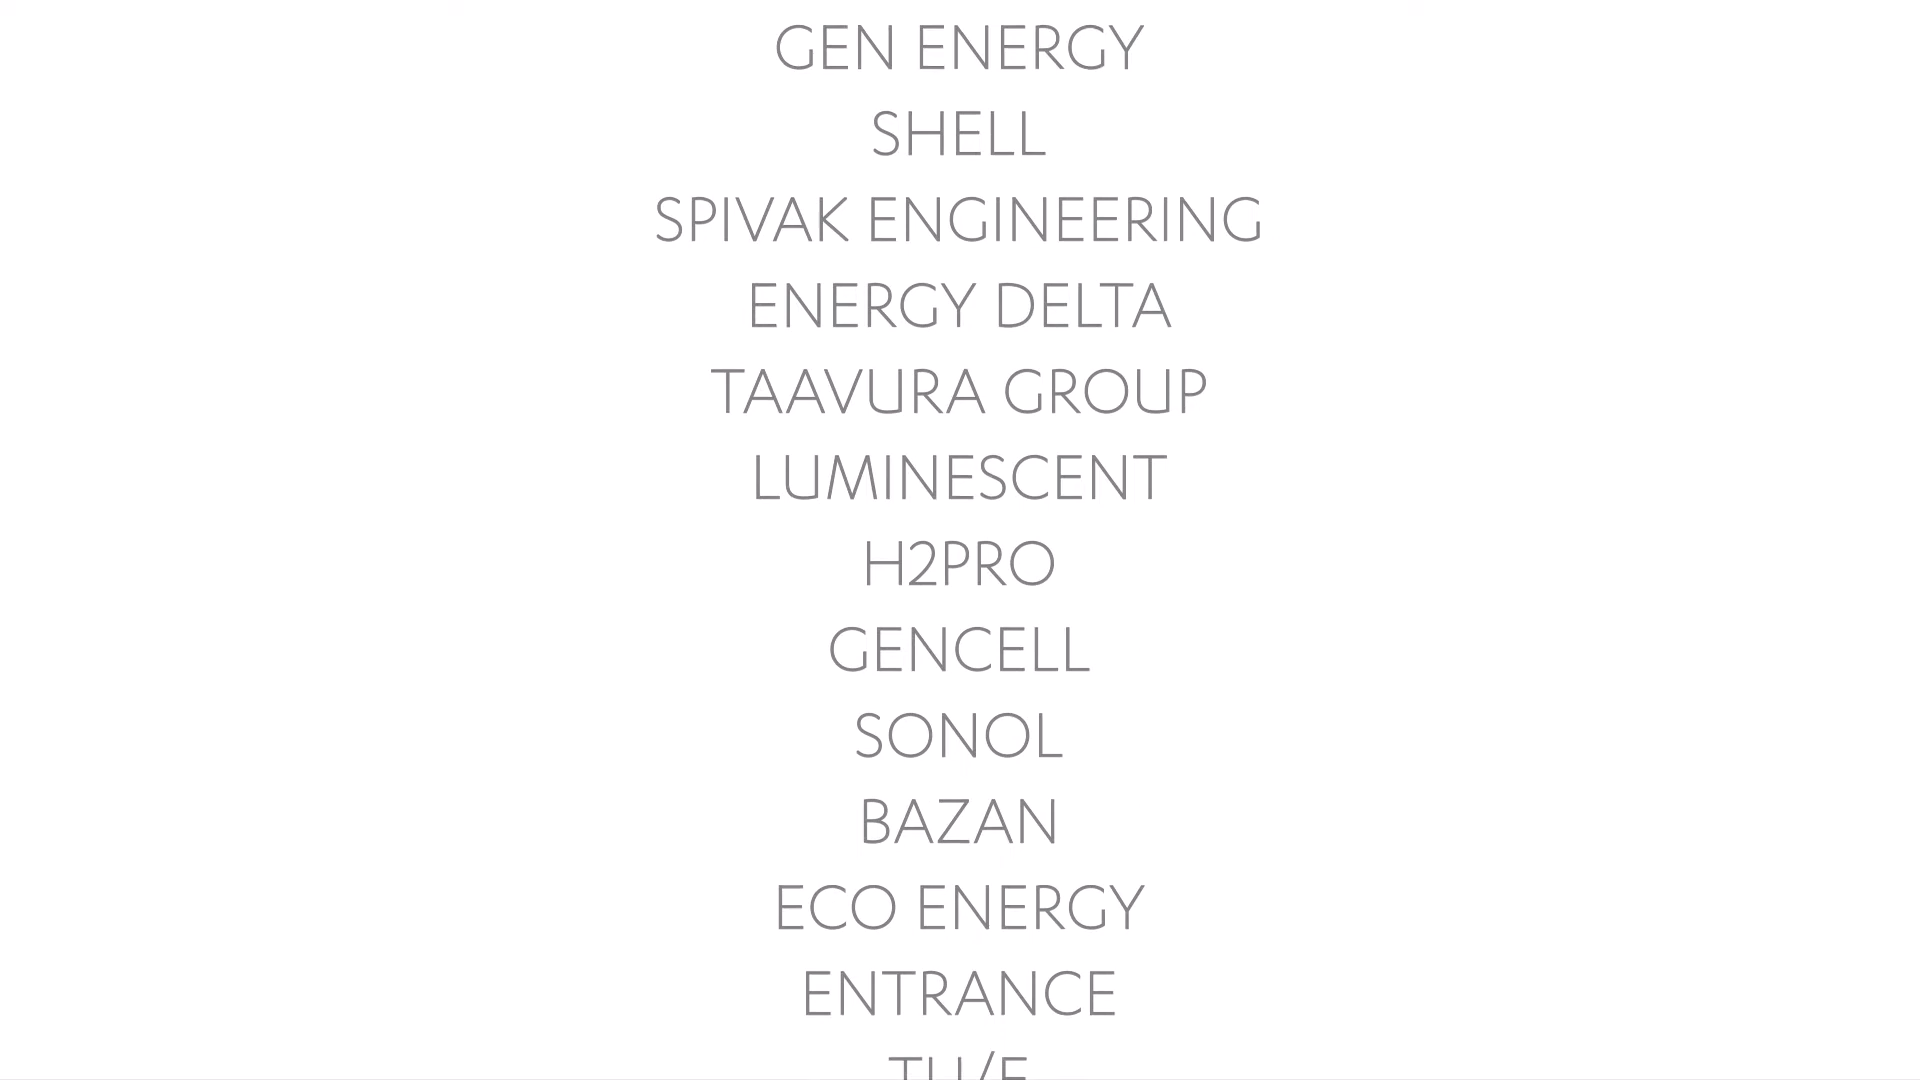 GEN ENERGY
SHELL
SPIVAK ENGINEERING
ENERGY DELTA
TAAVURA GROUP
LUMINESCENT
H2PRO
GENCELL
SONOL
BAZAN
ECO ENERGY
ENTRANCE